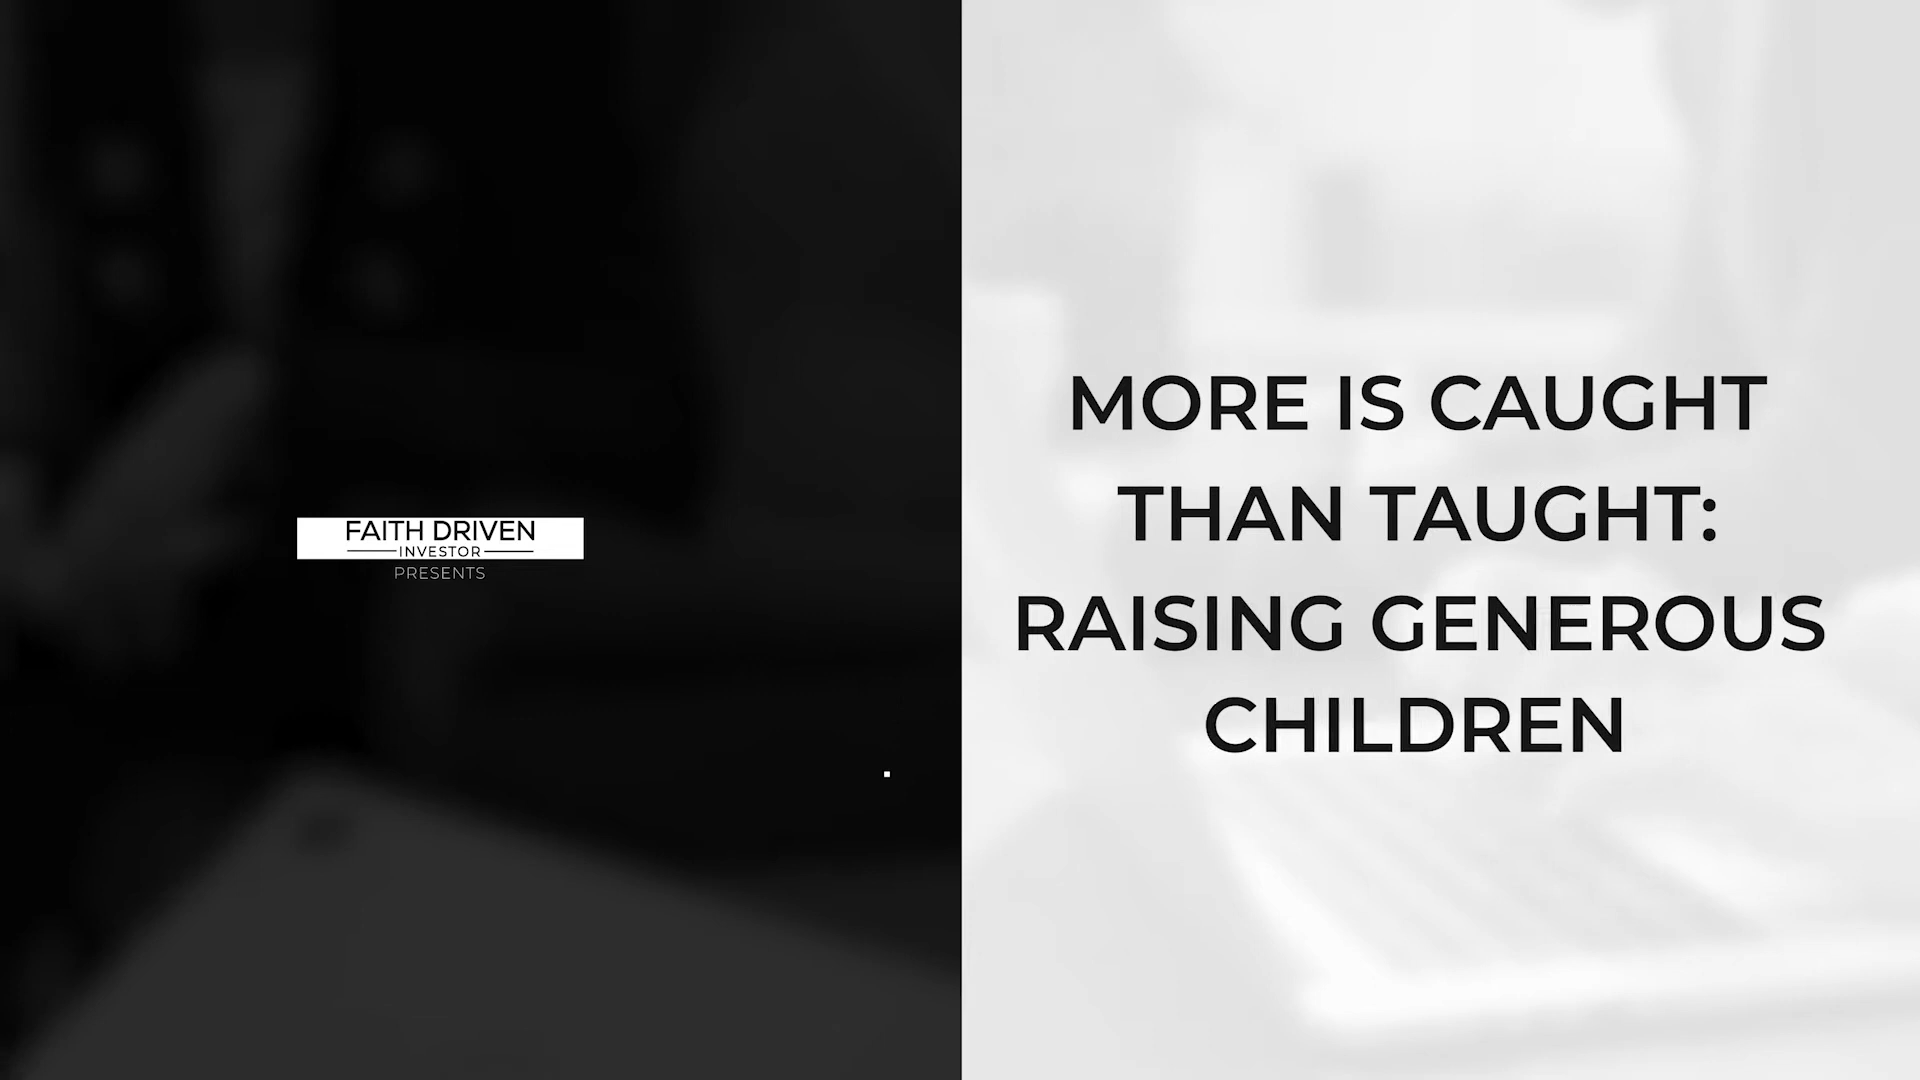 FAITH DRIVEN
INVESTOR
PRESENTS
MORE IS CAUGHT
THAN TAUGHT:
RAISING GENEROUS
CHILDREN